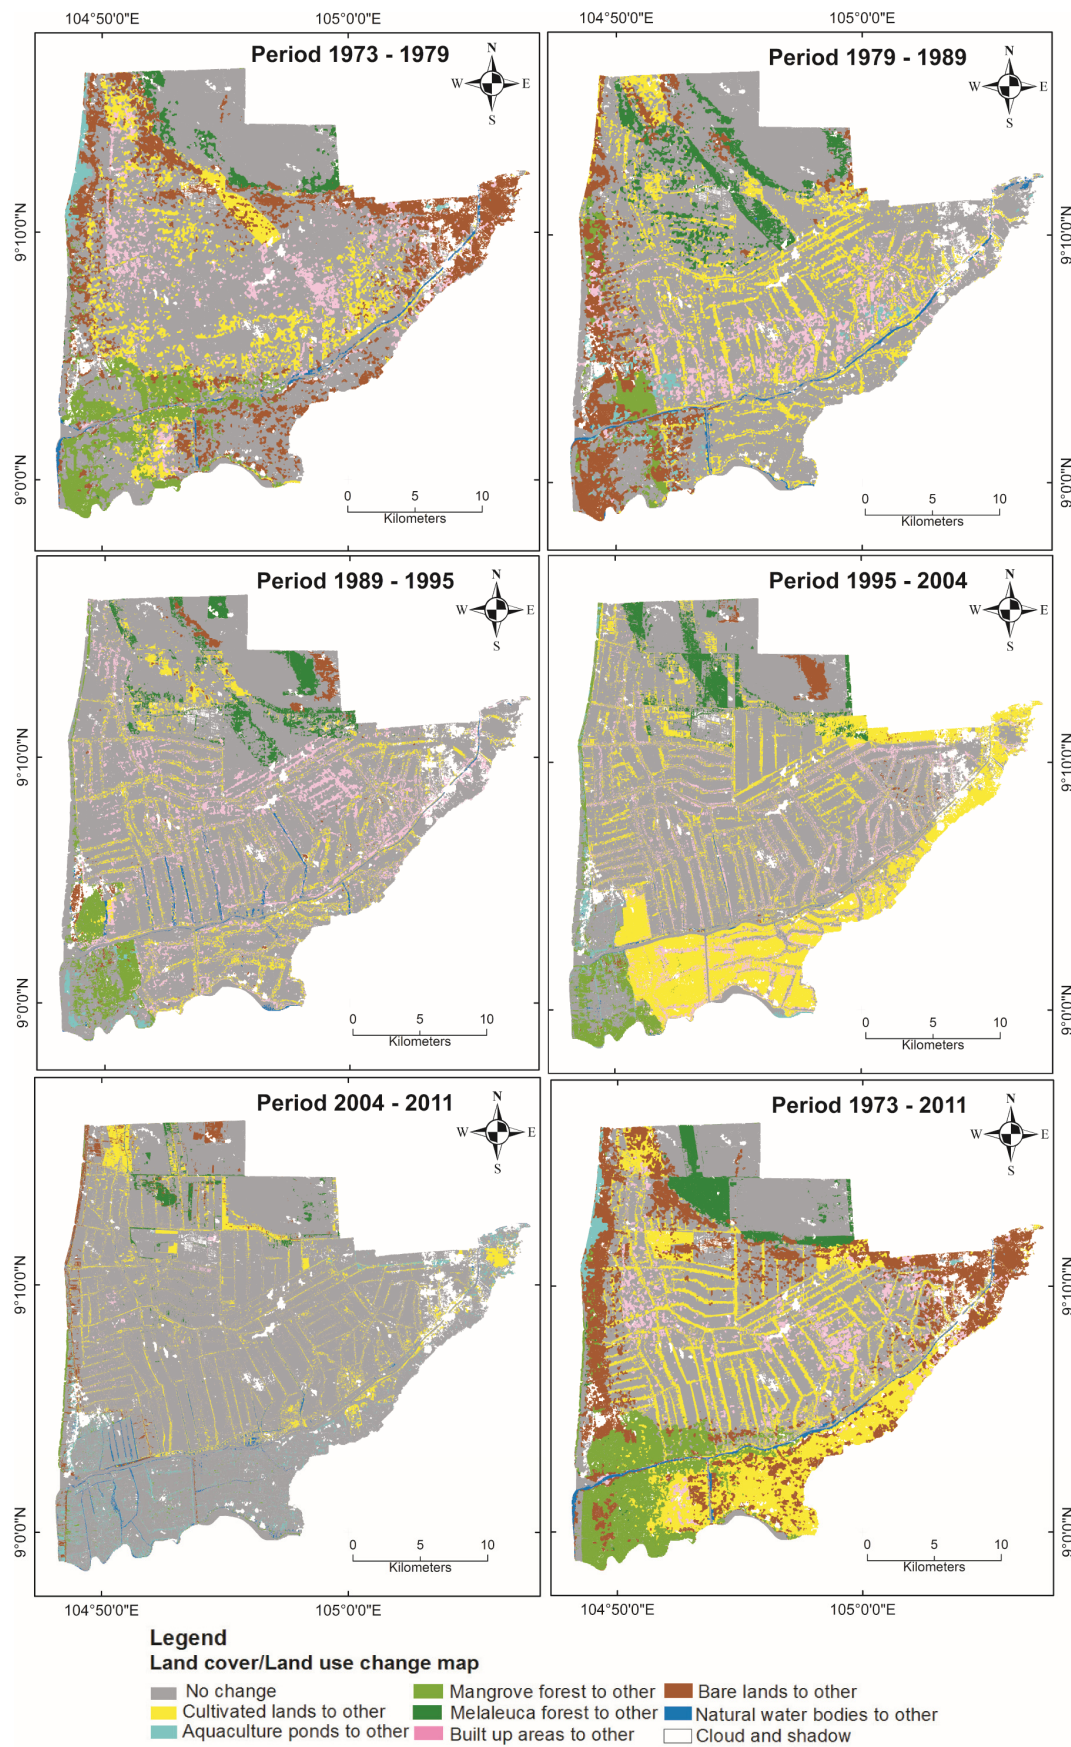 104°50'0"E 105°0'0"E 104°50'0"E 105°0'0"E
Period 1973 - 1979
N
W E
S
9°10'0"N
9°0'0"N
0 5 10
Kilometers
Period 1979 - 1989
N
W E
S
9°10'0"N
9°0'0"N
0 5 10
Kilometers
Period 1989 - 1995
N
W E
S
9°10'0"N
9°0'0"N
0 5 10
Kilometers
Period 1995 - 2004
N
W E
S
9°10'0"N
9°0'0"N
0 5 10
Kilometers
Period 2004 - 2011
N
W E
S
9°10'0"N
9°0'0"N
0 5 10
Kilometers
Period 1973 - 2011
N
W E
S
9°10'0"N
9°0'0"N
0 5 10
Kilometers
104°50'0"E 105°0'0"E 104°50'0"E 105°0'0"E
Legend
Land cover/Land use change map
No change Mangrove forest to other Bare lands to other
Cultivated lands to other Melaleuca forest to other Natural water bodies to other
Aquaculture ponds to other Built up areas to other Cloud and shadow